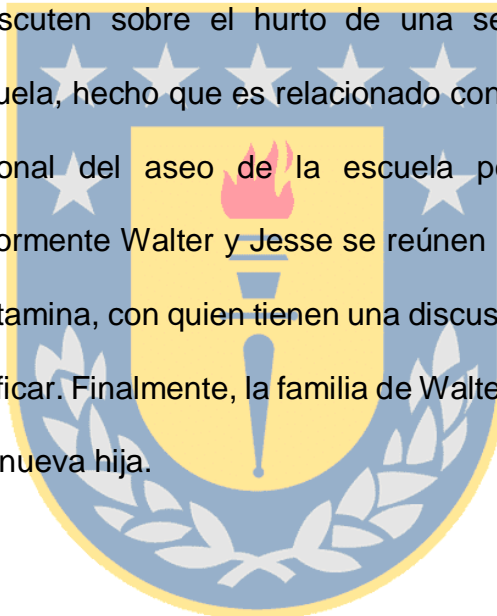 scuten sobre el hurto de una se
uela, hecho que es relacionado con
onal del aseo de la escuela po
ormente Walter y Jesse se reúnen
tamina, con quien tienen una discus
ficar. Finalmente, la familia de Walte
nueva hija.